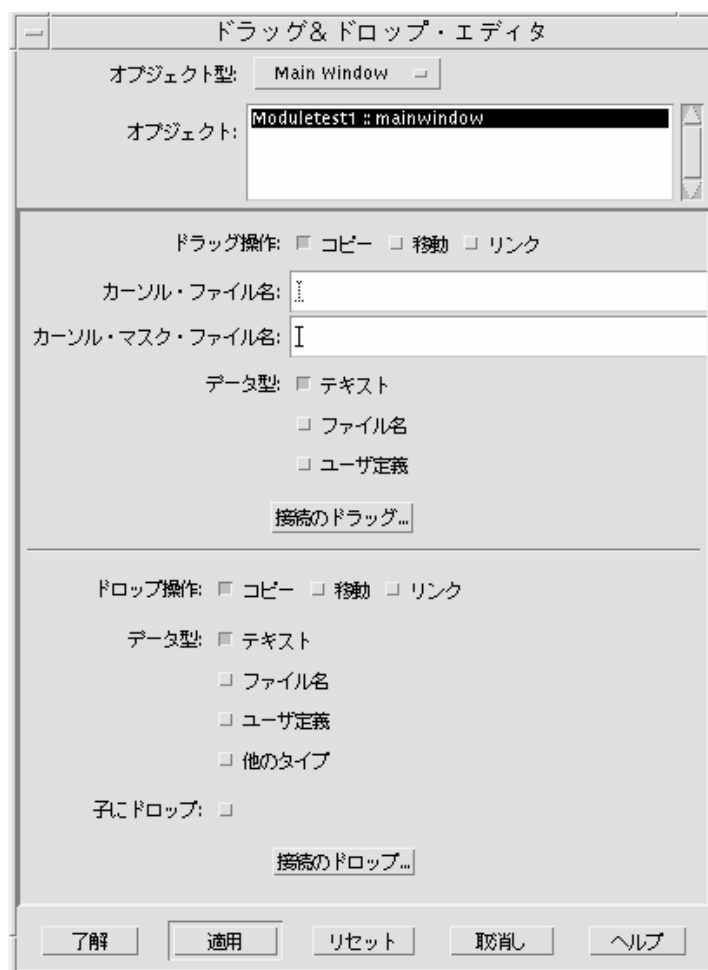 ドラッグ& ドロップ・エディタ
オブジェクト型: Main Window
オブジェクト: Moduletest1 :: mainwindow
ドラッグ操作: コピー 移動 リンク
カーソル・ファイル名:
カーソル・マスク・ファイル名:
データ型: テキスト
ファイル名
ユーザ定義
接続のドラッグ...
ドロップ操作: コピー 移動 リンク
データ型: テキスト
ファイル名
ユーザ定義
他のタイプ
子にドロップ:
接続のドロップ...
了解 適用 リセット 取消し ヘルプ